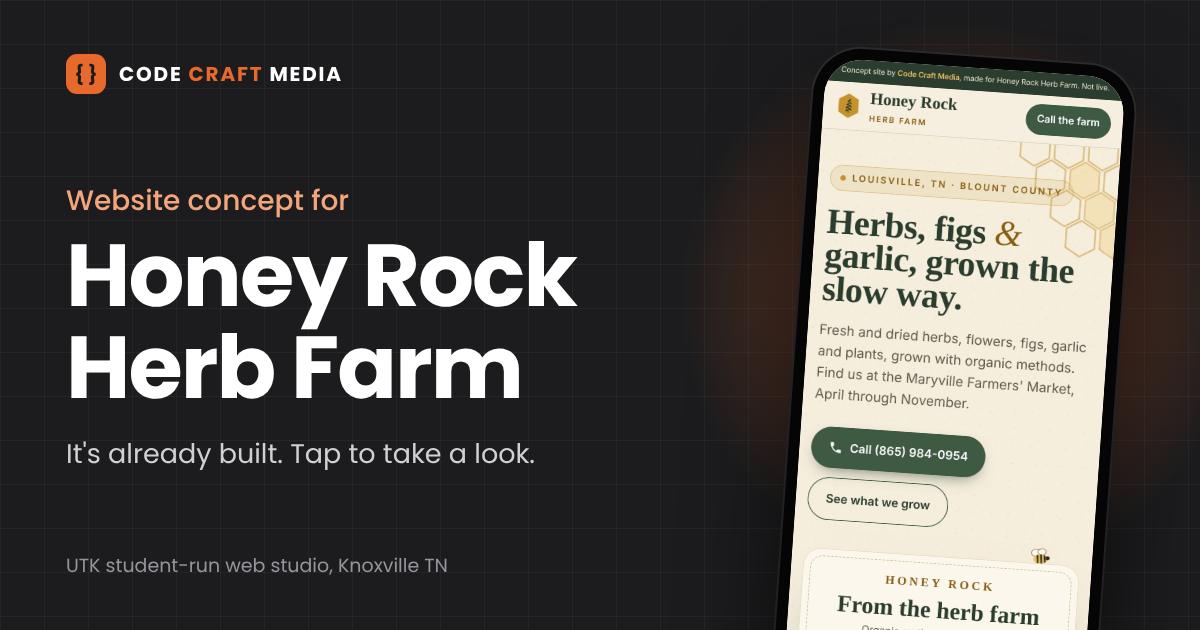 { } CODE CRAFT MEDIA
Website concept for
Honey Rock
Herb Farm
It's already built. Tap to take a look.
UTK student-run web studio, Knoxville TN
Concept site by Code Craft Media, made for Honey Rock Herb Farm. Not live.
Honey Rock
HERB FARM
Call the farm
LOUISVILLE, TN · BLOUNT COUNTY
Herbs, figs &
garlic, grown the
slow way.
Fresh and dried herbs, flowers, figs, garlic
and plants, grown with organic methods.
Find us at the Maryville Farmers' Market,
April through November.
Call (865) 984-0954
See what we grow
HONEY ROCK
From the herb farm